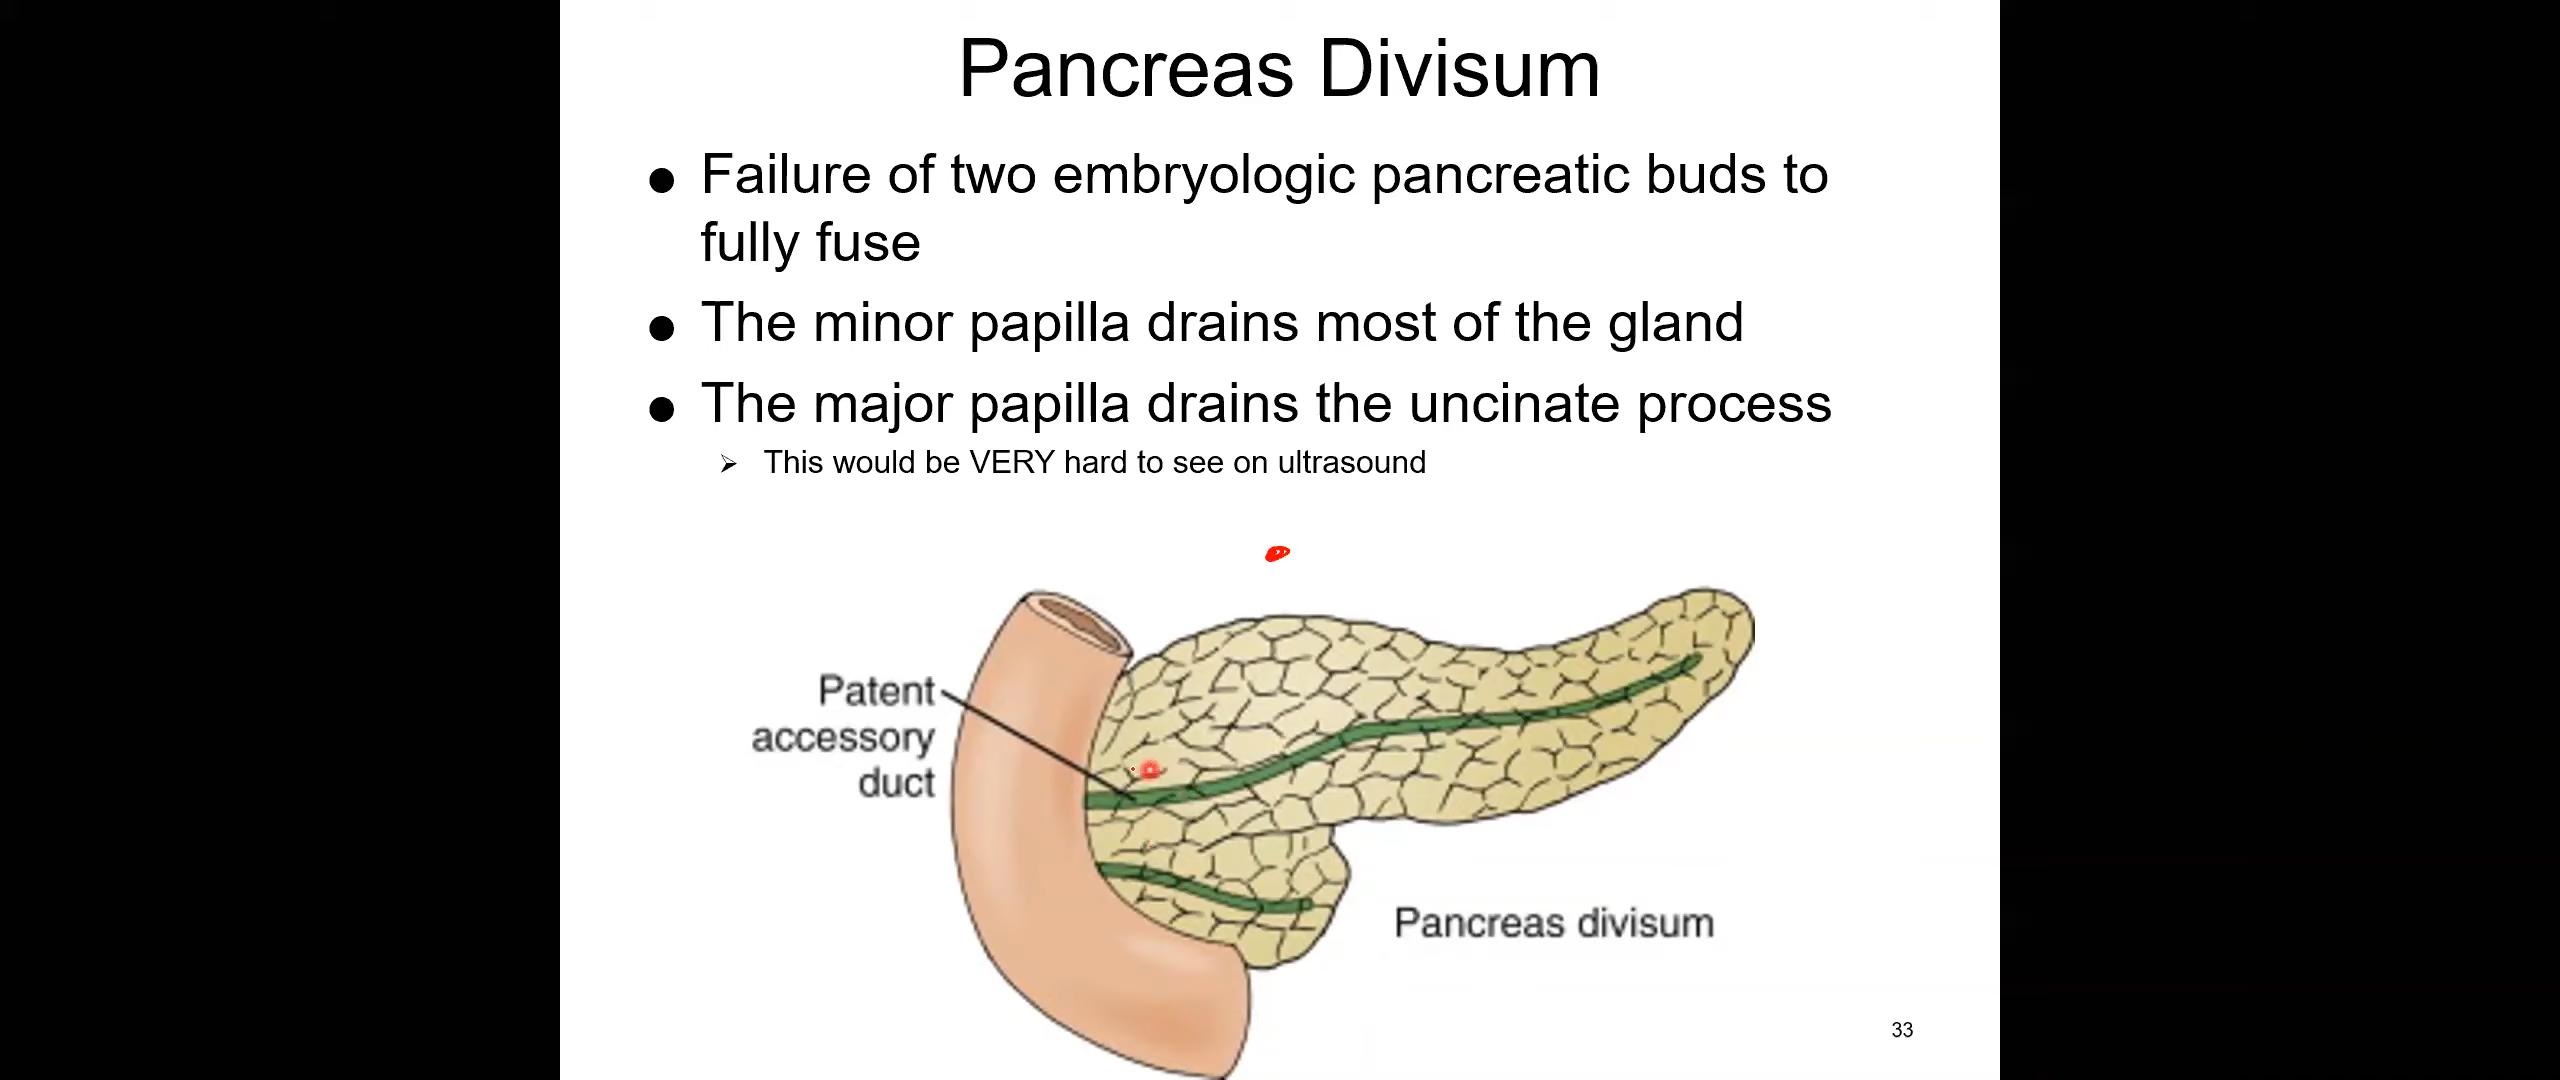 Pancreas Divisum
● Failure of two embryologic pancreatic buds to
fully fuse
● The minor papilla drains most of the gland
● The major papilla drains the uncinate process
➢ This would be VERY hard to see on ultrasound
Patent
accessory
duct
Pancreas divisum
33